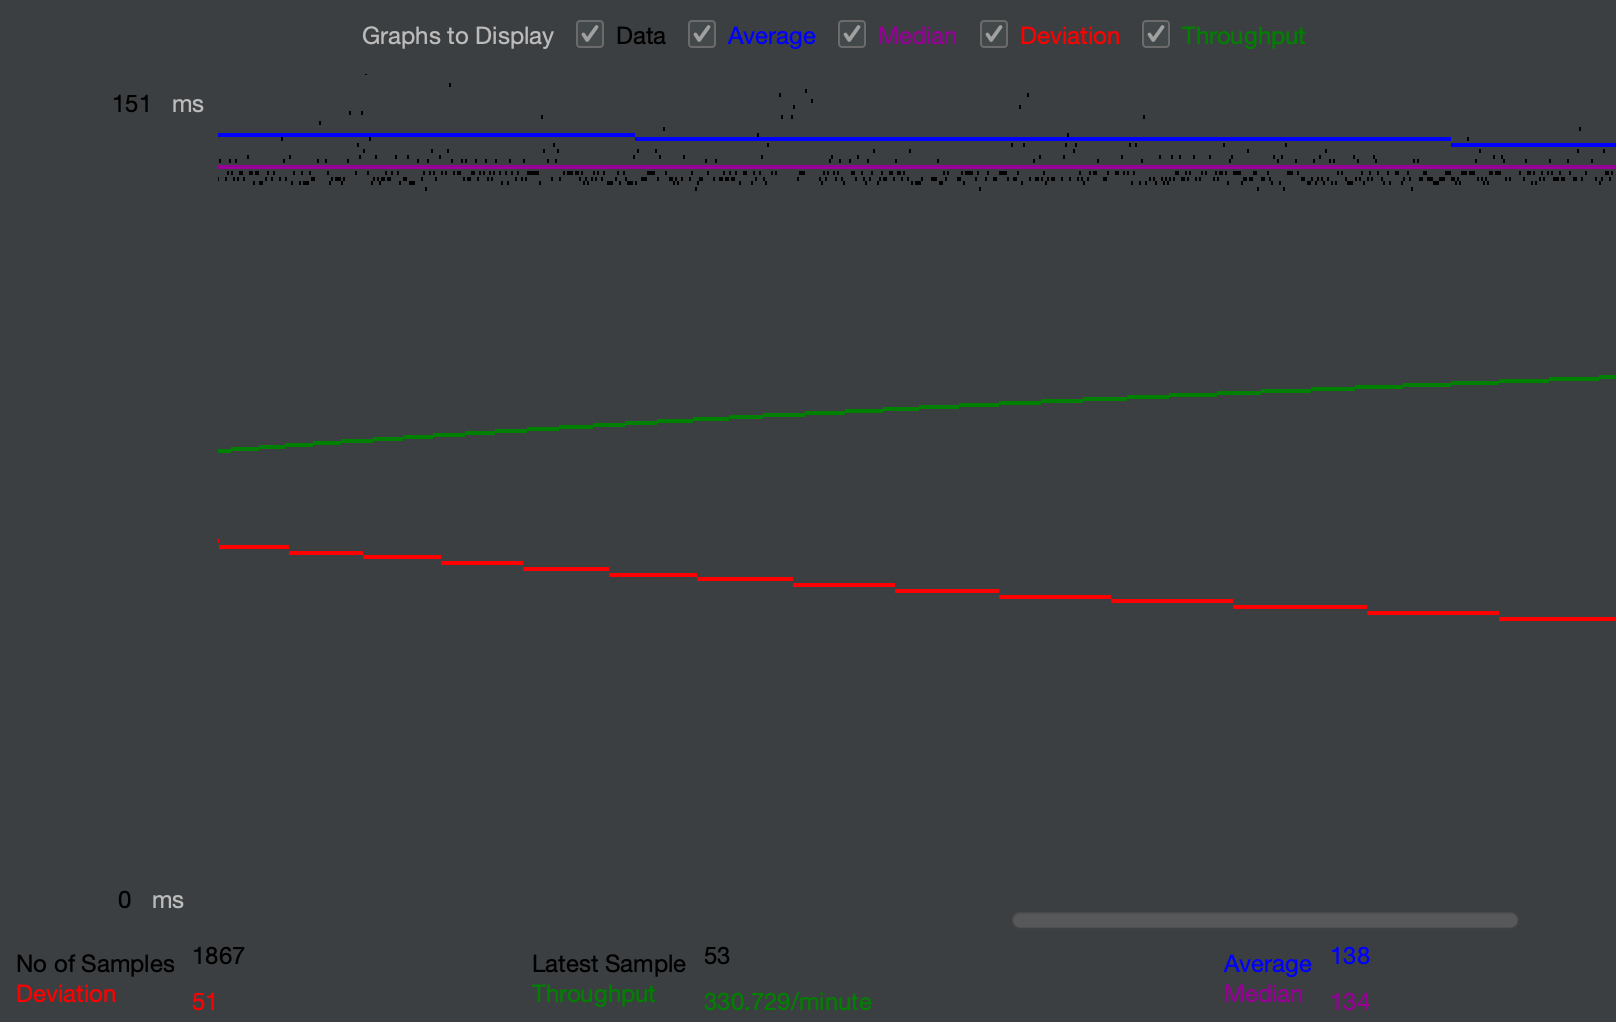 Graphs to Display Data Average Median Deviation Throughput
151 ms
0 ms
No of Samples 1867 Latest Sample 53 Average 138
Deviation 51 Throughput 330.729/minute Median 134